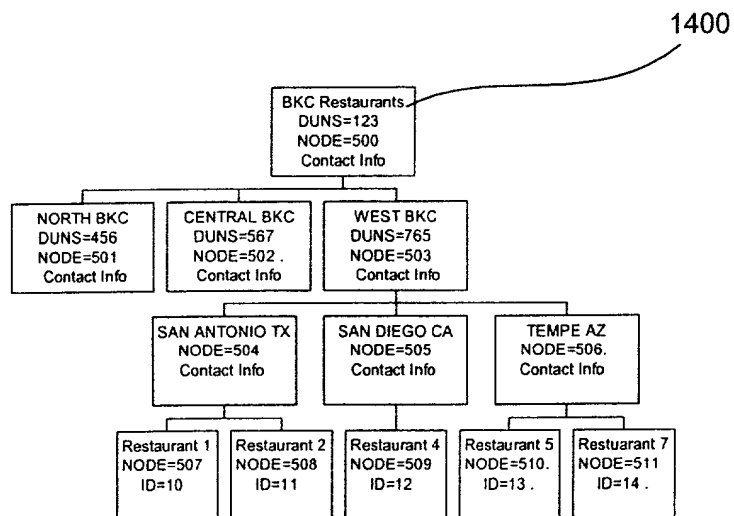 1400
BKC Restaurants
DUNS=123
NODE=500
Contact Info
NORTH BKC
DUNS=456
NODE=501
Contact Info
CENTRAL BKC
DUNS=567
NODE=502 .
Contact Info
WEST BKC
DUNS=765
NODE=503
Contact Info
SAN ANTONIO TX
NODE=504
Contact Info
SAN DIEGO CA
NODE=505
Contact Info
TEMPE AZ
NODE=506.
Contact Info
Restaurant 1
NODE=507
ID=10
Restaurant 2
NODE=508
ID=11
Restaurant 4
NODE=509
ID=12
Restaurant 5
NODE=510.
ID=13 .
Restuarant 7
NODE=511
ID=14 .